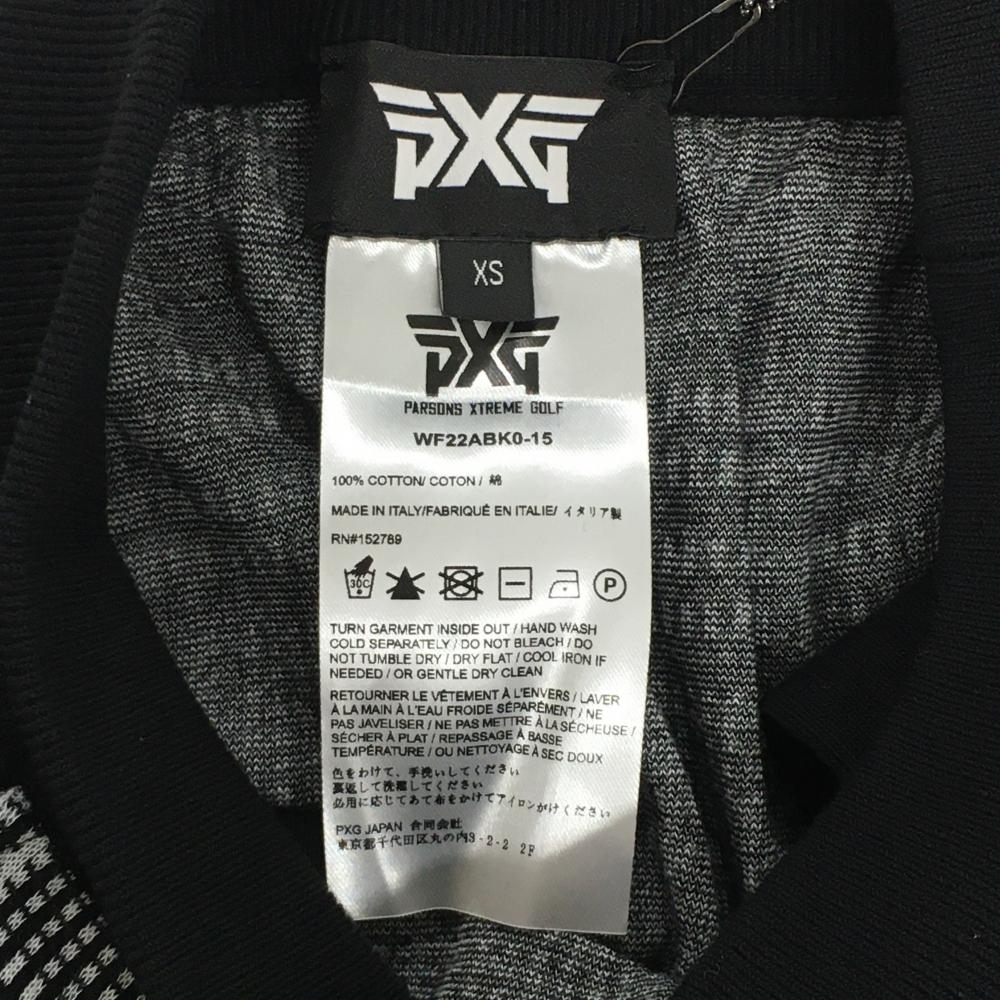 PXG
XS
PXG
PARSONS XTREME GOLF
WF22ABK0-15
100% COTTON/ COTON / 綿
MADE IN ITALY/FABRIQUÉ EN ITALIE/ イタリア製
RN#152789
30C
P
TURN GARMENT INSIDE OUT / HAND WASH
COLD SEPARATELY / DO NOT BLEACH / DO
NOT TUMBLE DRY / DRY FLAT / COOL IRON IF
NEEDED / OR GENTLE DRY CLEAN
RETOURNER LE VÊTEMENT À L'ENVERS / LAVER
À LA MAIN À L'EAU FROIDE SÉPARÉMENT / NE
PAS JAVELISER / NE PAS METTRE À LA SÉCHEUSE /
SÉCHER À PLAT / REPASSAGE À BASSE
TEMPÉRATURE / OU NETTOYAGE À SEC DOUX
色をわけて、手洗いしてください
裏返して洗濯してください
必用に応じてあて布をかけてアイロンがけください
PXG JAPAN 合同会社
東京都千代田区丸の内3-2-2 2F